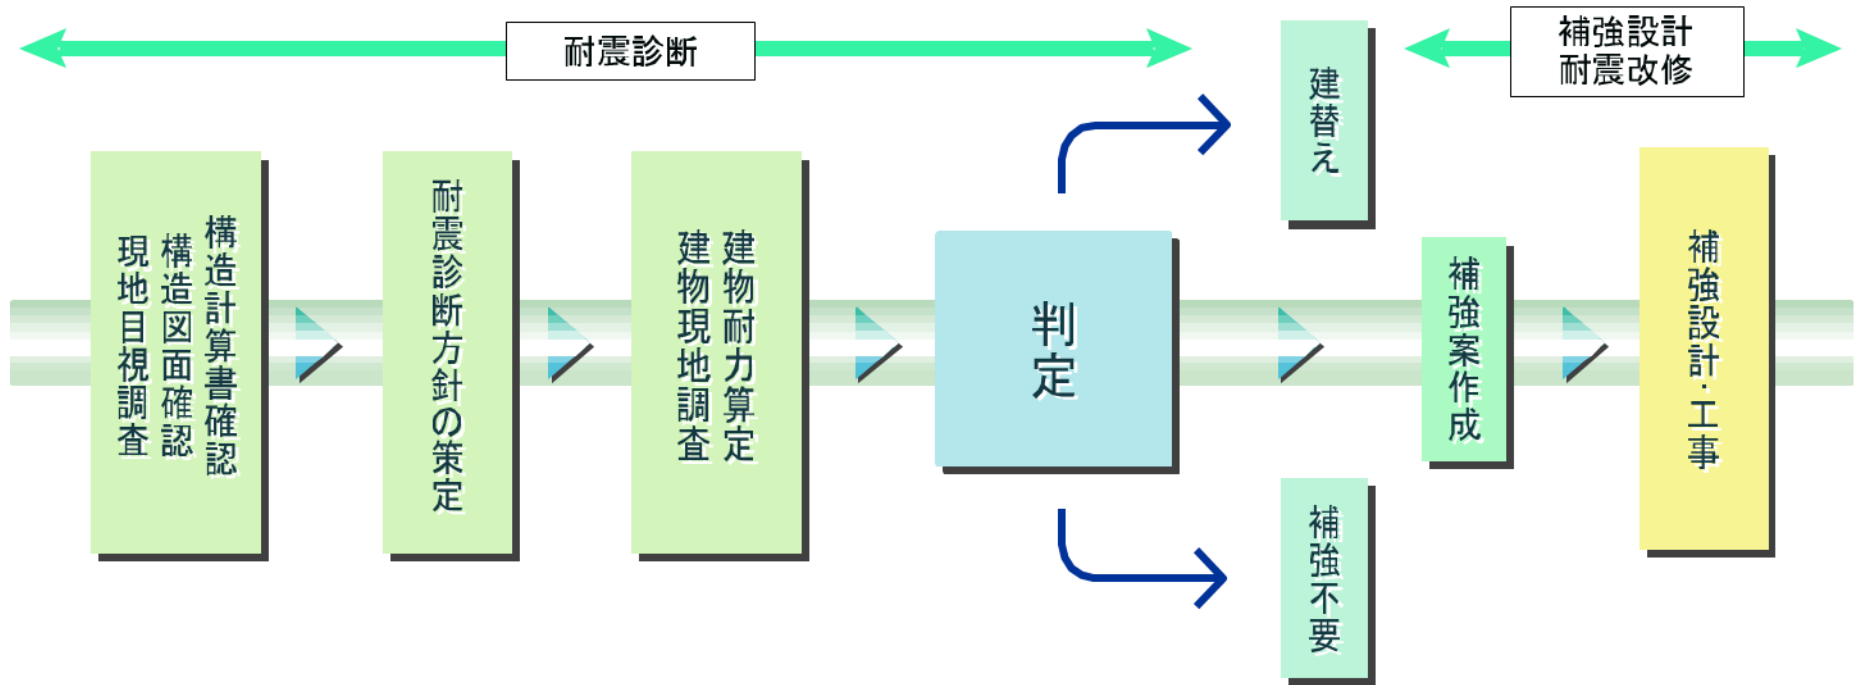 耐震診断
補強設計
耐震改修
構造計算書確認
構造図面確認
現地目視調査
耐震診断方針の策定
建物耐力算定
建物現地調査
判定
建替え
補強不要
補強案作成
補強設計・工事